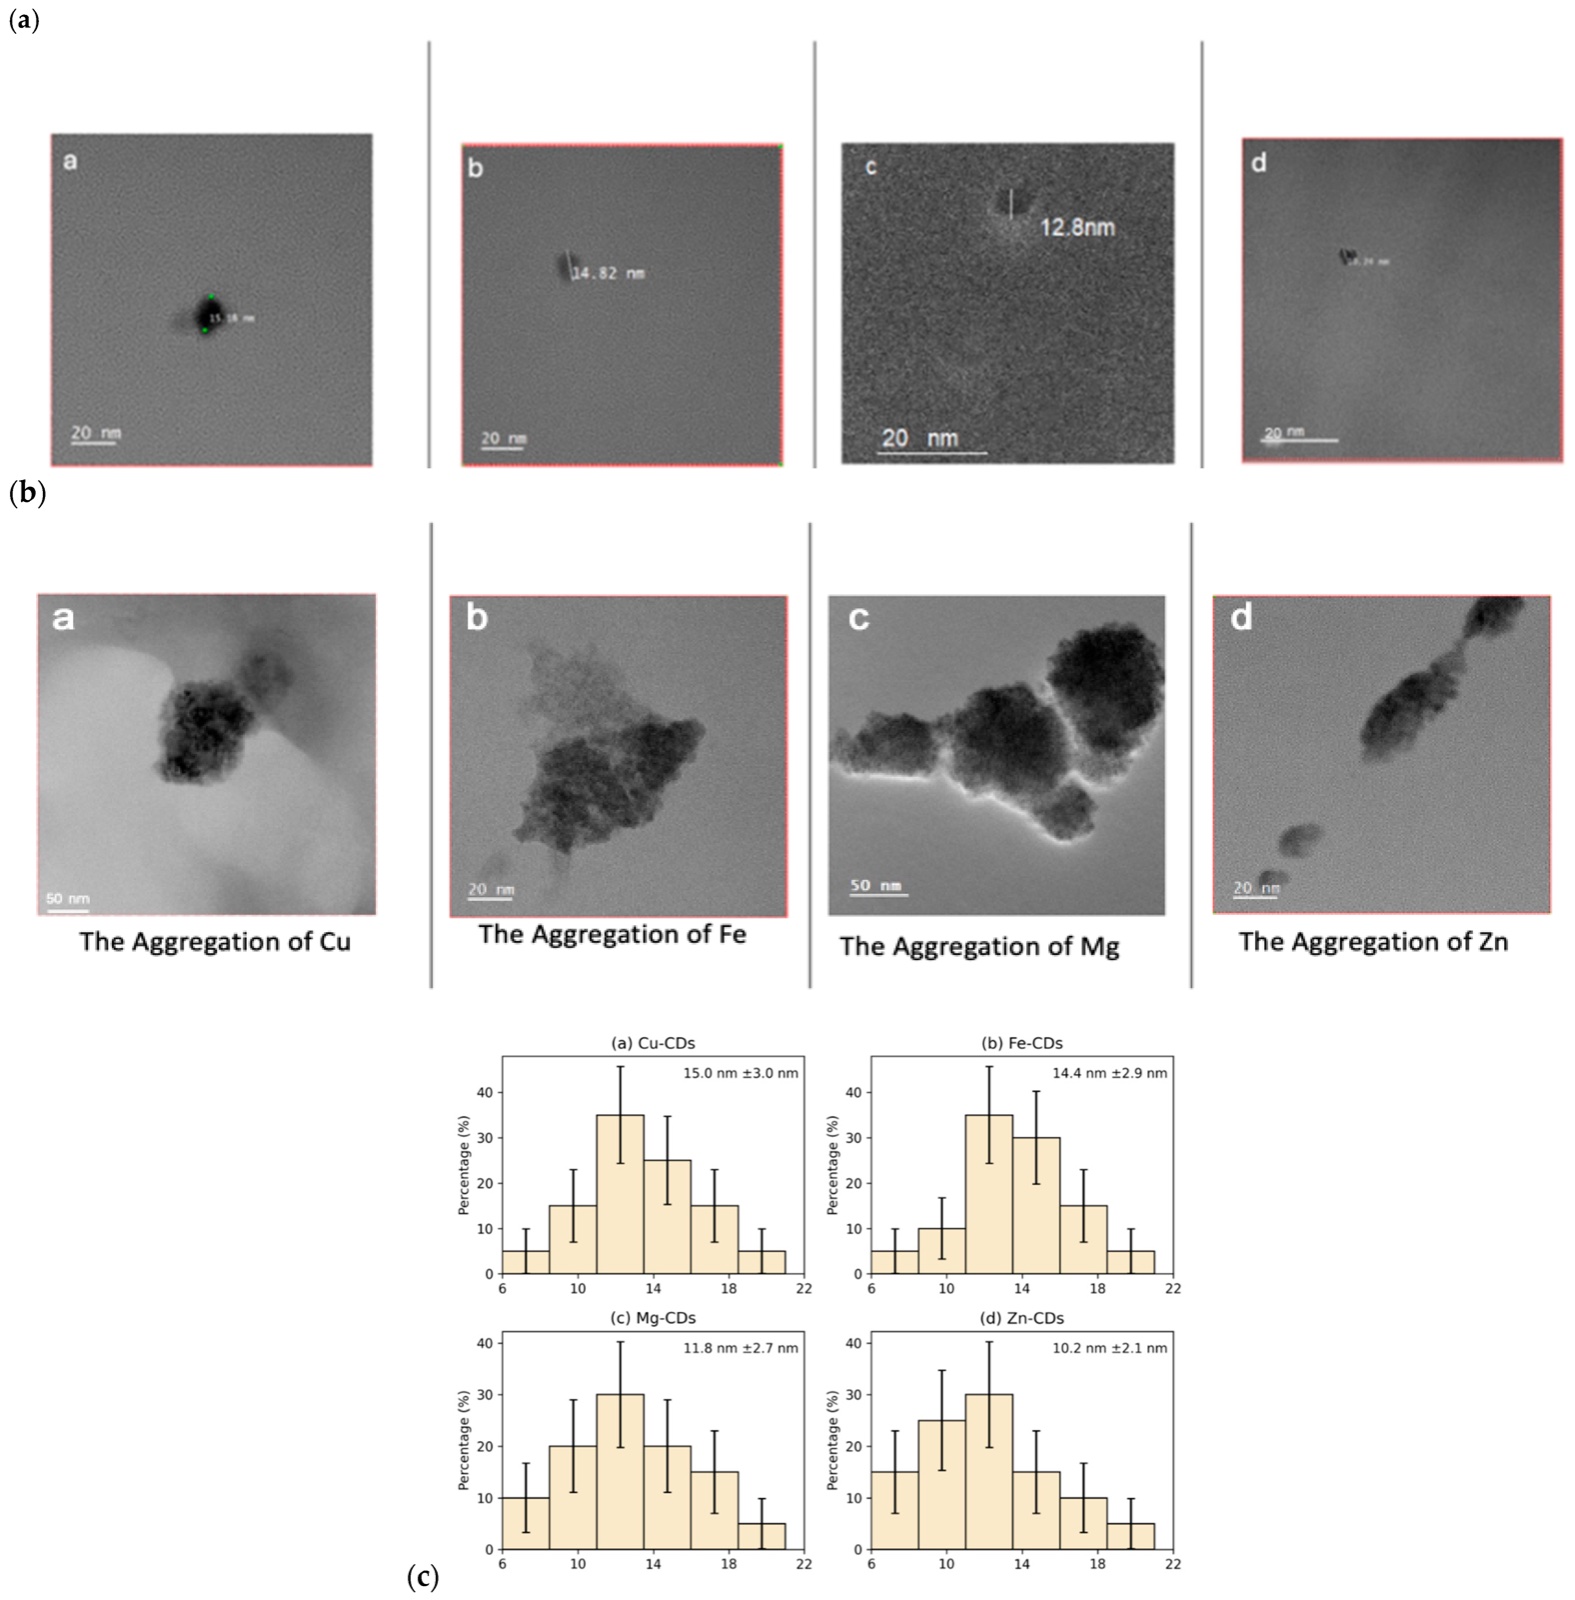 (a)
a
15.18 nm
20 nm
b
14.82 nm
20 nm
c
12.8nm
20 nm
d
20 nm
(b)
a
50 nm
The Aggregation of Cu
b
20 nm
The Aggregation of Fe
c
50 nm
The Aggregation of Mg
d
20 nm
The Aggregation of Zn
(a) Cu-CDs
15.0 nm ±3.0 nm
Percentage (%)
40
30
20
10
0
6 10 14 18 22
(b) Fe-CDs
14.4 nm ±2.9 nm
Percentage (%)
40
30
20
10
0
6 10 14 18 22
(c) Mg-CDs
11.8 nm ±2.7 nm
Percentage (%)
40
30
20
10
0
6 10 14 18 22
(d) Zn-CDs
10.2 nm ±2.1 nm
Percentage (%)
40
30
20
10
0
6 10 14 18 22
(c)